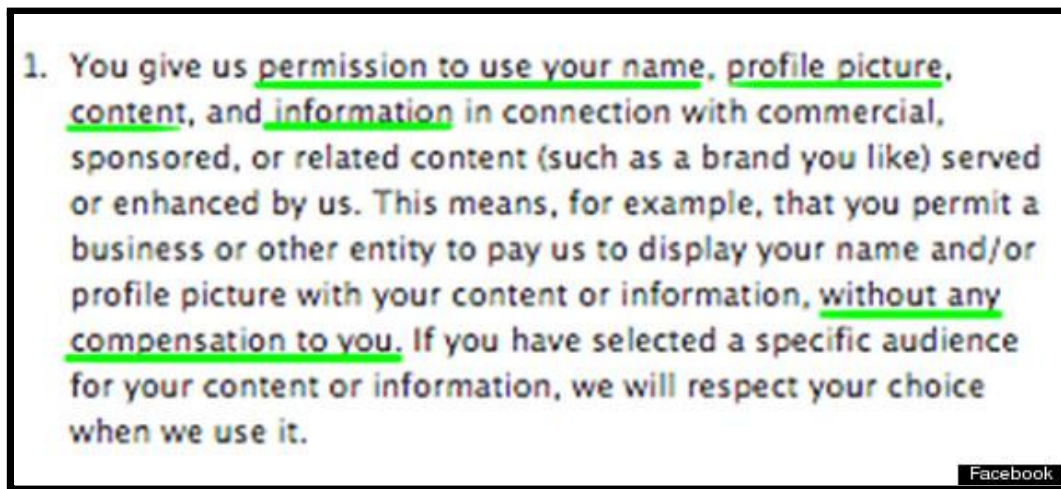 1. You give us permission to use your name, profile picture,
content, and information in connection with commercial,
sponsored, or related content (such as a brand you like) served
or enhanced by us. This means, for example, that you permit a
business or other entity to pay us to display your name and/or
profile picture with your content or information, without any
compensation to you. If you have selected a specific audience
for your content or information, we will respect your choice
when we use it.
Facebook